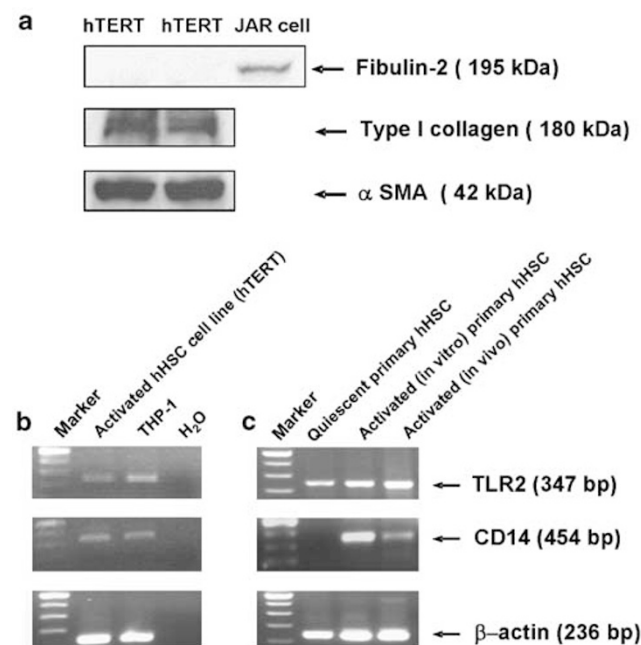 a
hTERT hTERT JAR cell
Fibulin-2 ( 195 kDa)
Type I collagen ( 180 kDa)
α SMA ( 42 kDa)
b
Marker
Activated hHSC cell line (hTERT)
THP-1
H₂O
c
Marker
Quiescent primary hHSC
Activated (in vitro) primary hHSC
Activated (in vivo) primary hHSC
TLR2 (347 bp)
CD14 (454 bp)
β–actin (236 bp)